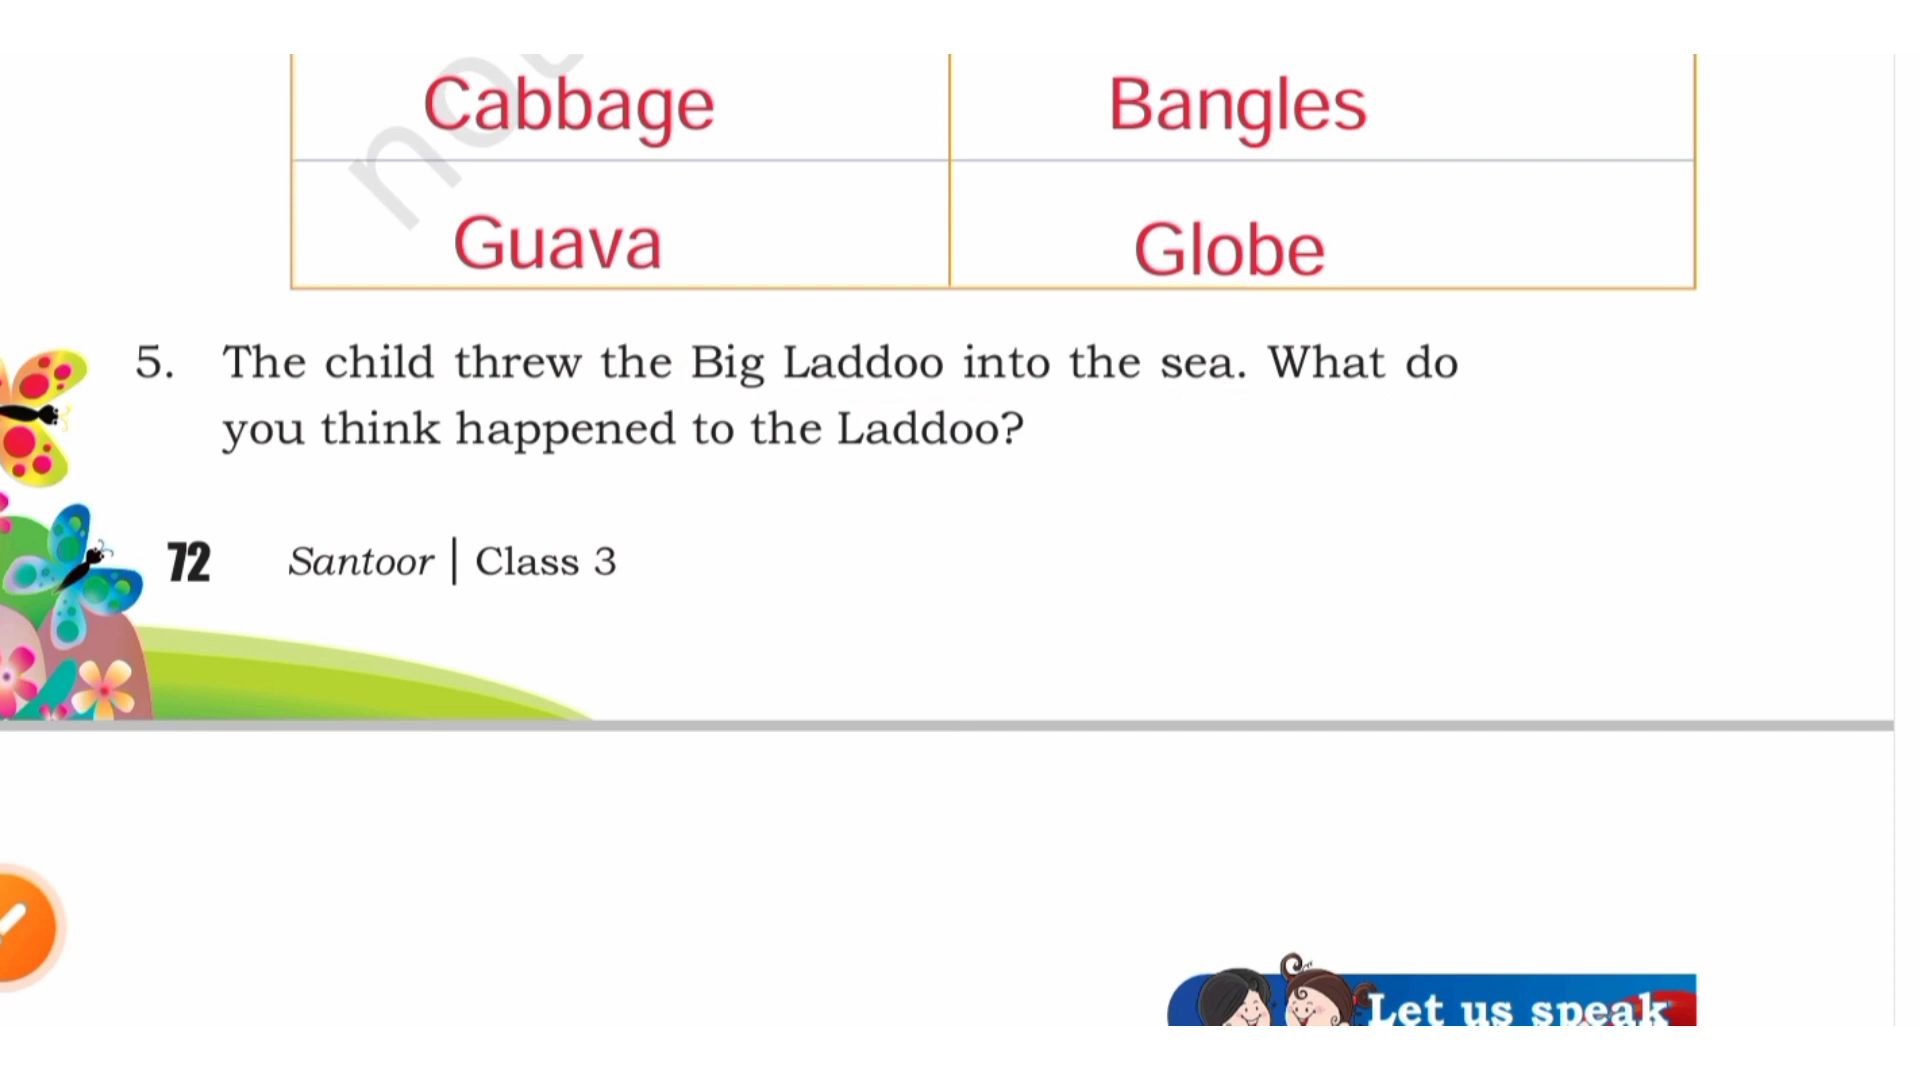 Cabbage Bangles
Guava Globe
5. The child threw the Big Laddoo into the sea. What do
you think happened to the Laddoo?
72 Santoor | Class 3
Let us speak